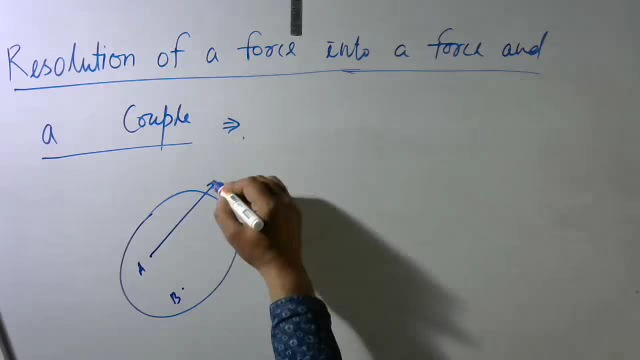 Resolution of a force into a force and
a Couple ⇒
A
B